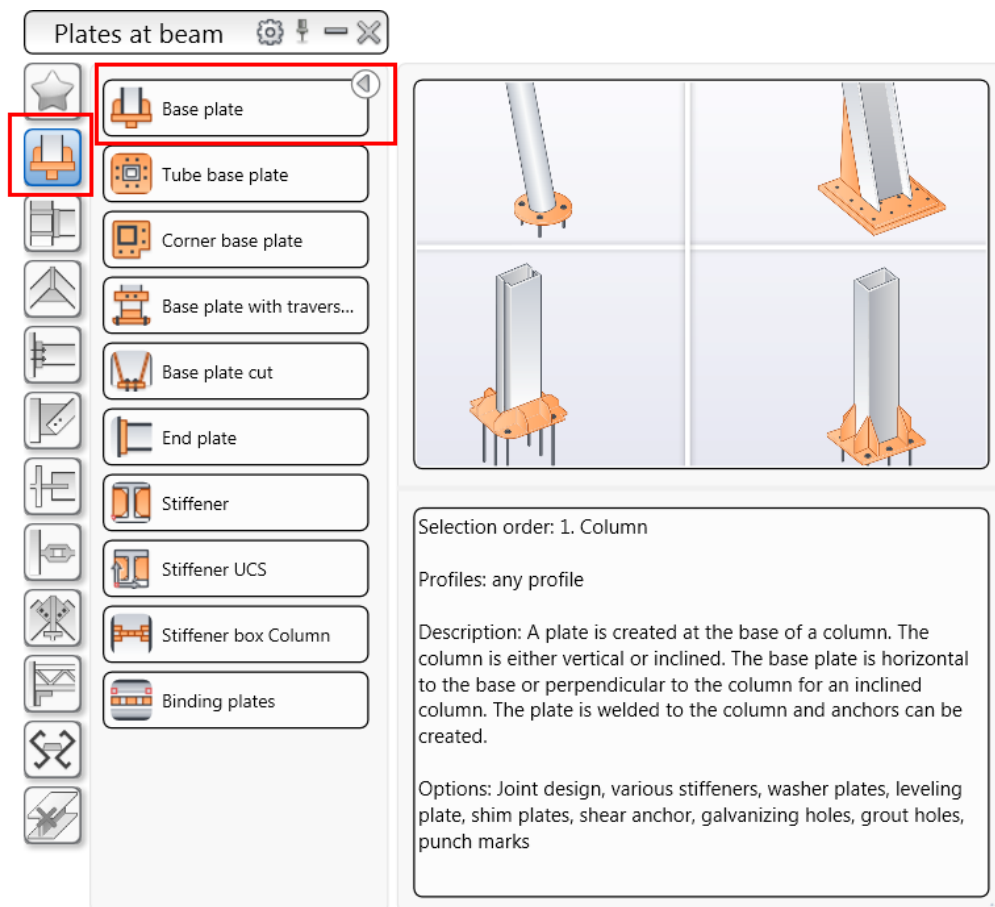 Plates at beam
Base plate
Tube base plate
Corner base plate
Base plate with travers...
Base plate cut
End plate
Stiffener
Stiffener UCS
Stiffener box Column
Binding plates
Selection order: 1. Column
Profiles: any profile
Description: A plate is created at the base of a column. The
column is either vertical or inclined. The base plate is horizontal
to the base or perpendicular to the column for an inclined
column. The plate is welded to the column and anchors can be
created.
Options: Joint design, various stiffeners, washer plates, leveling
plate, shim plates, shear anchor, galvanizing holes, grout holes,
punch marks